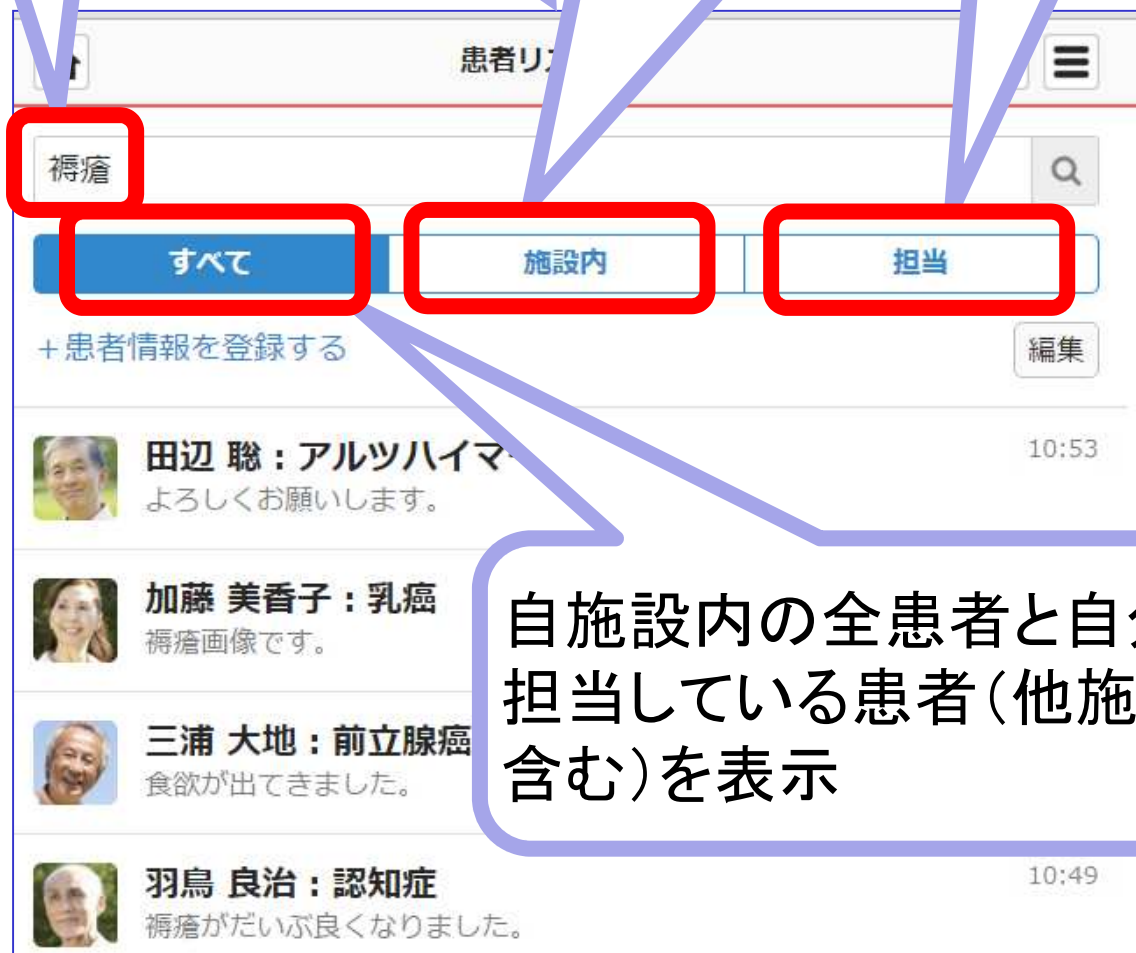 患者リ
褥瘡
すべて 施設内 担当
+患者情報を登録する 編集
田辺 聡:アルツハイマ 10:53
よろしくお願いします。
加藤 美香子:乳癌
褥瘡画像です。
三浦 大地:前立腺癌
食欲が出てきました。
自施設内の全患者と自
担当している患者(他施
含む)を表示
羽鳥 良治:認知症 10:49
褥瘡がだいぶ良くなりました。